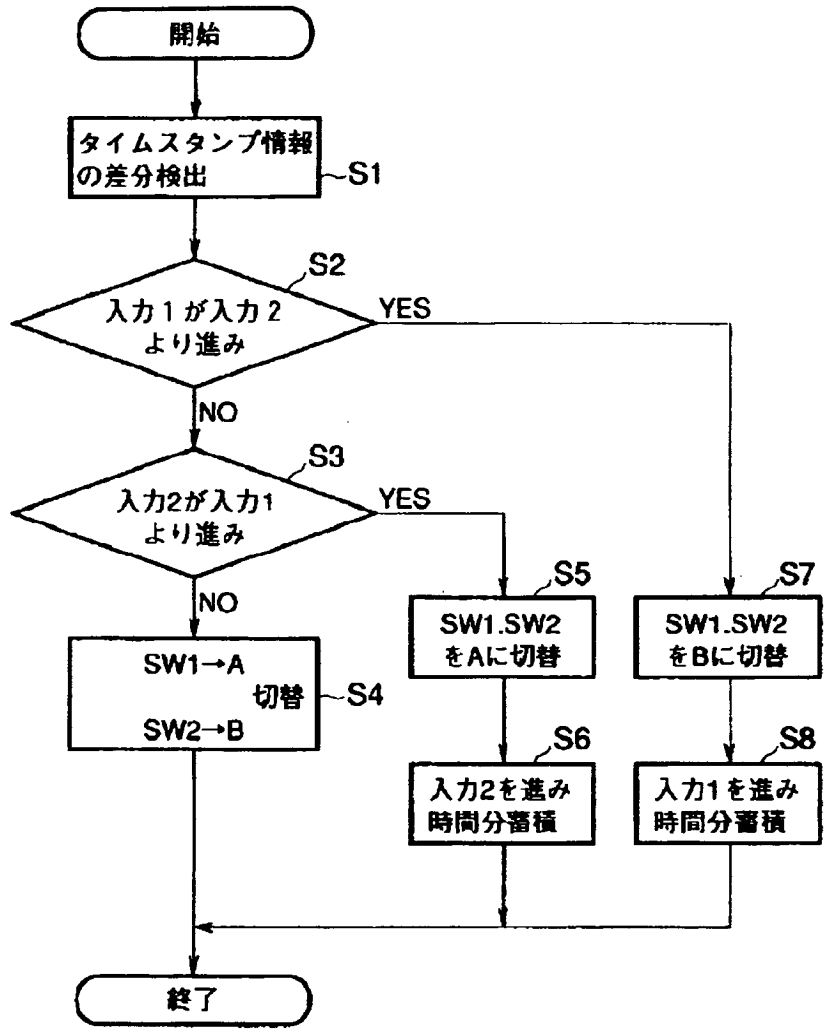 開始
タイムスタンプ情報
の差分検出
S1
S2
入力1が入力2
より進み
YES
NO
S3
入力2が入力1
より進み
YES
NO
SW1→A
切替
SW2→B
S4
S5
SW1.SW2
をAに切替
S7
SW1.SW2
をBに切替
S6
入力2を進み
時間分蓄積
S8
入力1を進み
時間分蓄積
終了